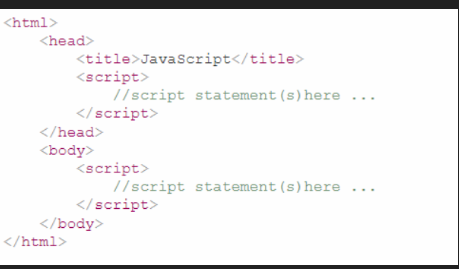 <html>
<head>
<title>JavaScript</title>
<script>
//script statement(s)here ...
</script>
</head>
<body>
<script>
//script statement(s)here ...
</script>
</body>
</html>